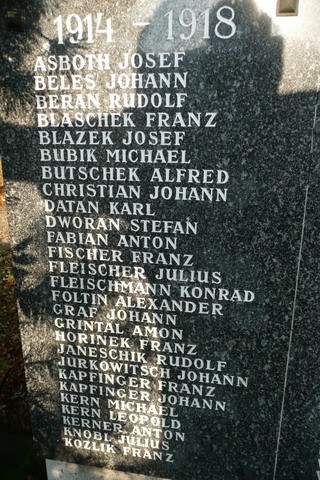 1914 - 1918
ASBOTH JOSEF
BELES JOHANN
BERAN RUDOLF
BLASCHEK FRANZ
BLAZEK JOSEF
BUBIK MICHAEL
BUTSCHEK ALFRED
CHRISTIAN JOHANN
DATAN KARL
DWORAN STEFAN
FABIAN ANTON
FISCHER FRANZ
FLEISCHER JULIUS
FLEISCHMANN KONRAD
FOLTIN ALEXANDER
GRAF JOHANN
GRINTAL AMON
HORINEK FRANZ
JANESCHIK RUDOLF
JURKOWITSCH JOHANN
KAPFINGER FRANZ
KAPFINGER JOHANN
KERN MICHAEL
KERN LEOPOLD
KERNER ANTON
KNOBL JULIUS
KOZLIK FRANZ